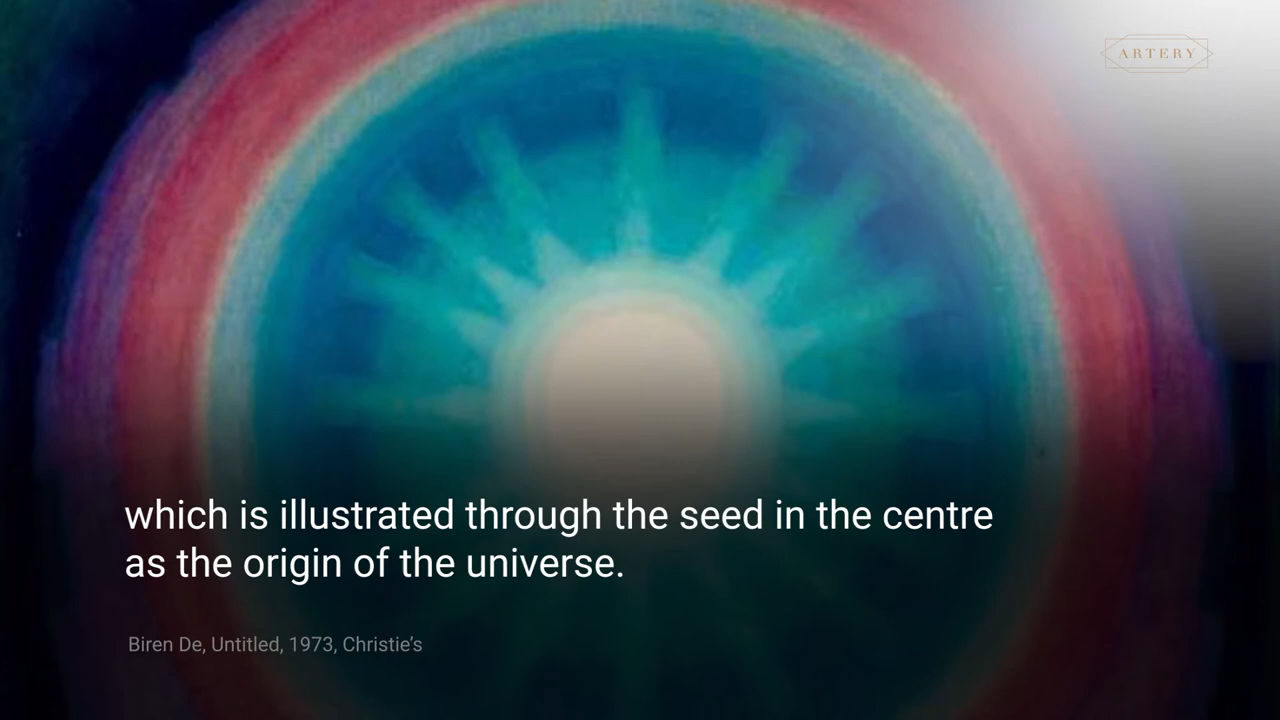 ARTERY
which is illustrated through the seed in the centre
as the origin of the universe.
Biren De, Untitled, 1973, Christie’s